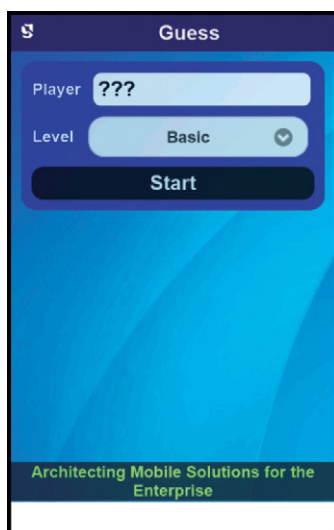 Guess
Player ???
Level Basic
Start
Architecting Mobile Solutions for the
Enterprise